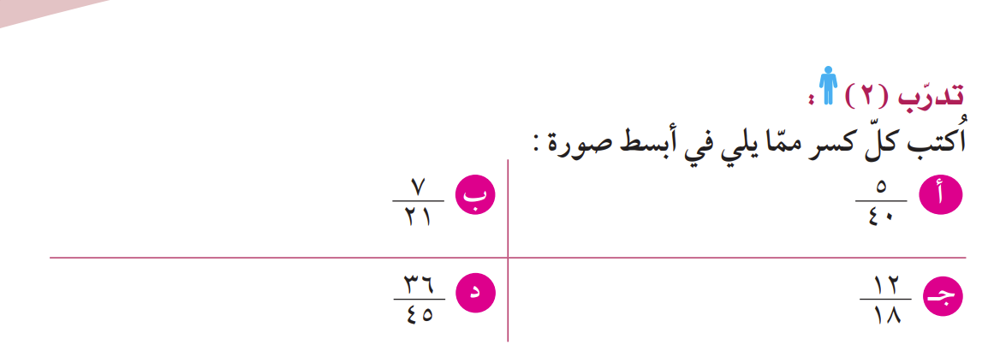 تدرّب (٢) :
اُكتب كلّ كسر ممّا يلي في أبسط صورة :
أ ٥/٤٠
ب ٧/٢١
جـ ١٢/١٨
د ٣٦/٤٥